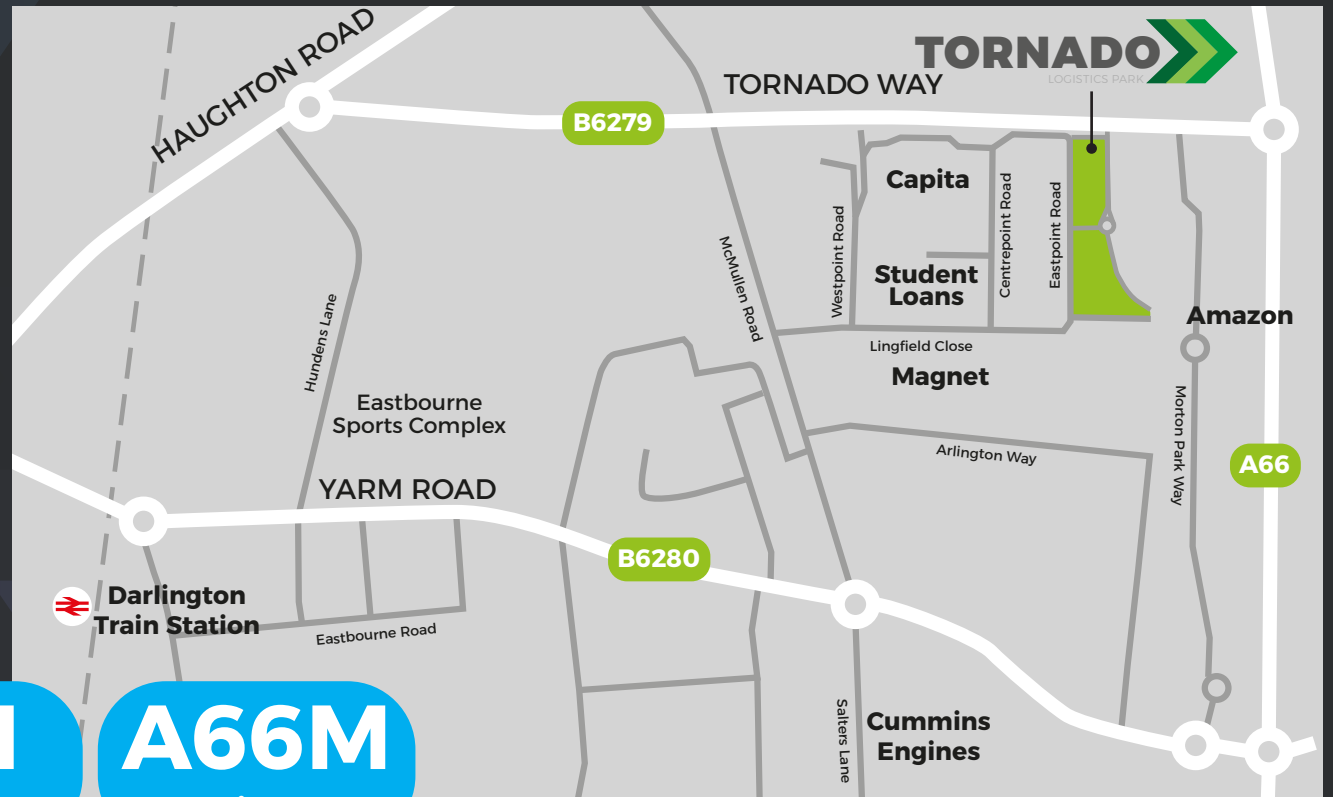 HAUGHTON ROAD
TORNADO
LOGISTICS PARK
TORNADO WAY
B6279
Capita
Westpoint Road
Centrepoint Road
Eastpoint Road
McMullen Road
Student
Loans
Hundens Lane
Amazon
Lingfield Close
Magnet
Eastbourne
Sports Complex
Morton Park Way
Arlington Way
A66
YARM ROAD
B6280
Darlington
Train Station
Eastbourne Road
Salters Lane
Cummins
Engines
A66M